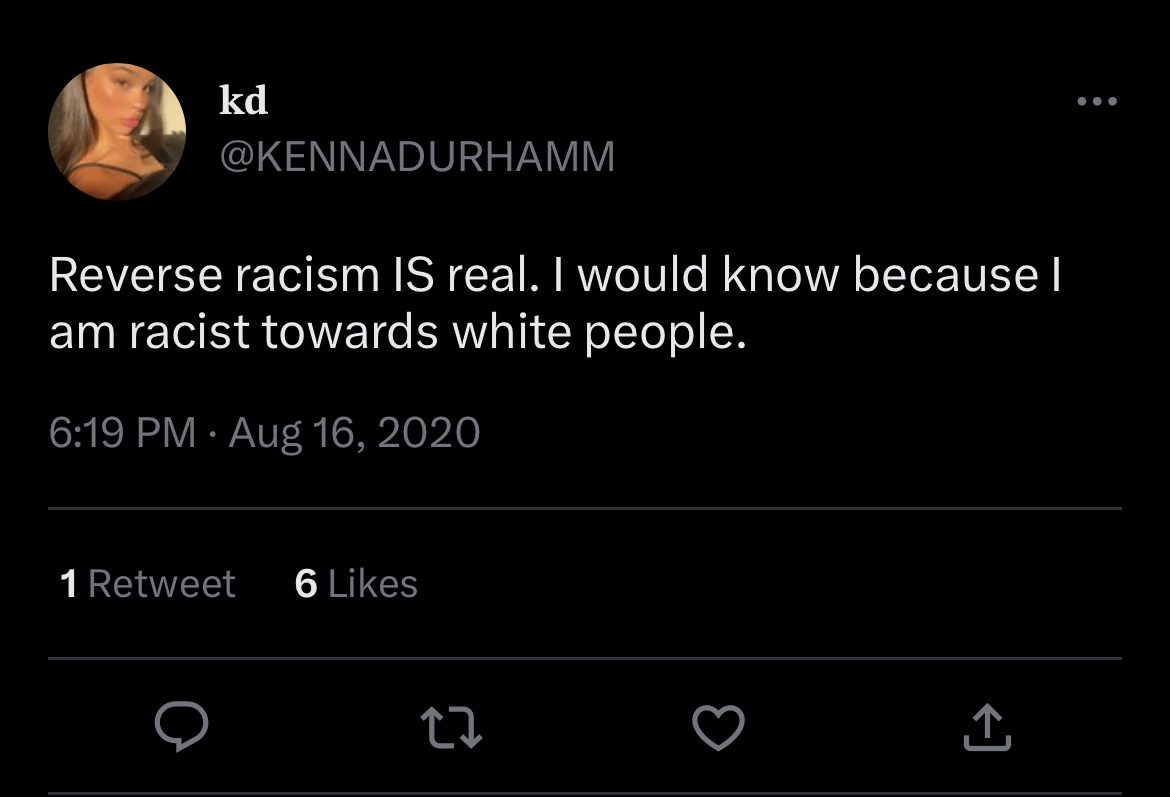 kd
@KENNADURHAMM
Reverse racism IS real. I would know because I
am racist towards white people.
6:19 PM · Aug 16, 2020
1 Retweet 6 Likes